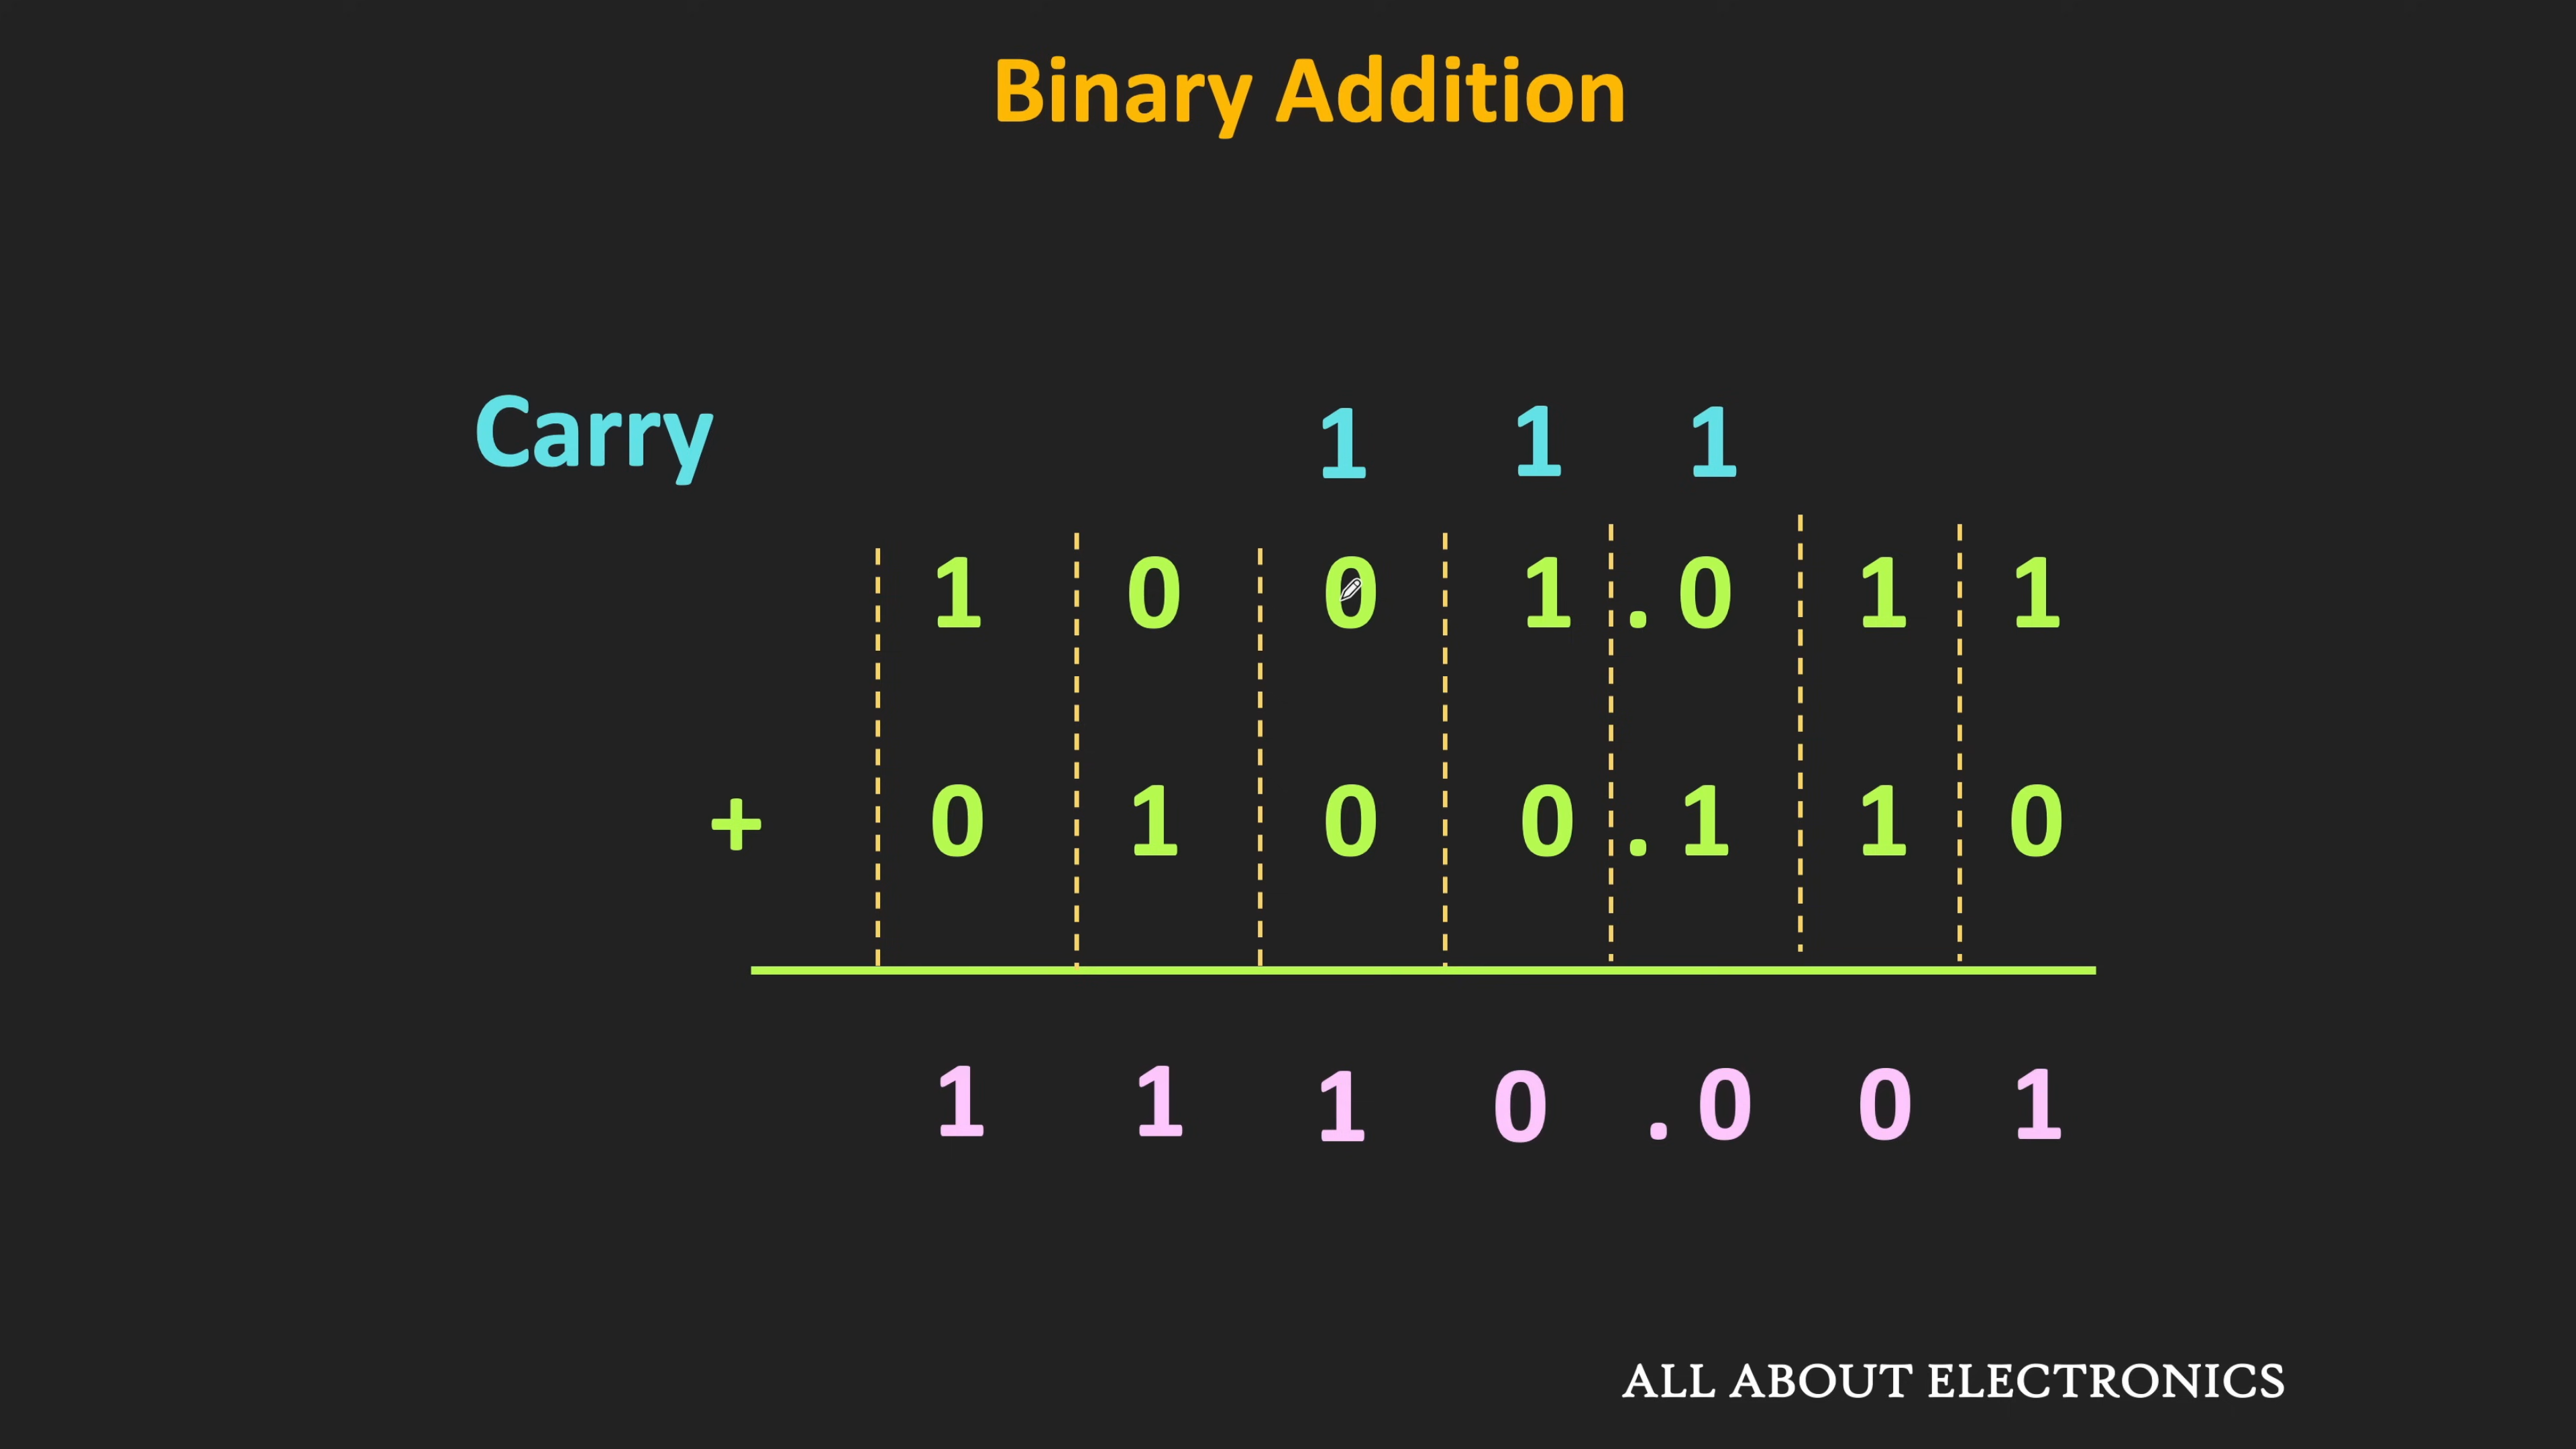 Binary Addition
Carry 1 1 1
1 0 0 1 . 0 1 1
+ 0 1 0 0 . 1 1 0
1 1 1 0 . 0 0 1
ALL ABOUT ELECTRONICS